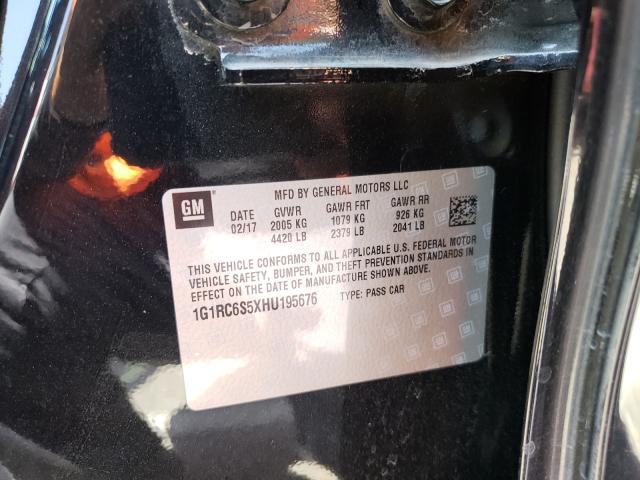 GM
MFD BY GENERAL MOTORS LLC
DATE GVWR GAWR FRT GAWR RR
02/17 2005 KG 1079 KG 926 KG
4420 LB 2379 LB 2041 LB
THIS VEHICLE CONFORMS TO ALL APPLICABLE U.S. FEDERAL MOTOR
VEHICLE SAFETY, BUMPER, AND THEFT PREVENTION STANDARDS IN
EFFECT ON THE DATE OF MANUFACTURE SHOWN ABOVE.
1G1RC6S5XHU195676 TYPE: PASS CAR